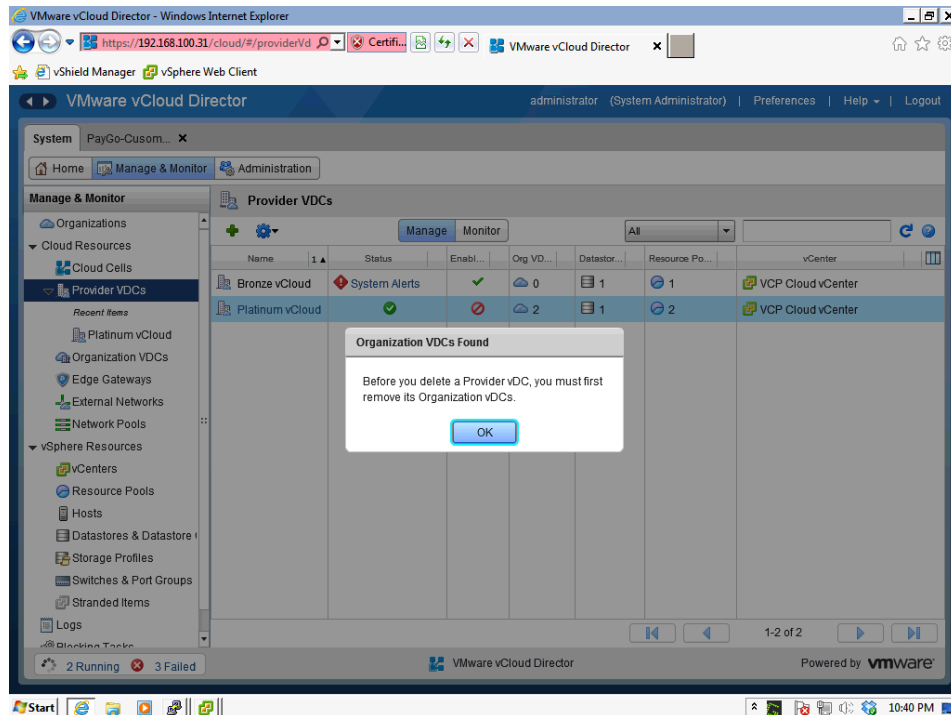 VMware vCloud Director - Windows Internet Explorer
https://192.168.100.31/cloud/#/providerVd
Certifi...
VMware vCloud Director
vShield Manager
vSphere Web Client
VMware vCloud Director
administrator (System Administrator) | Preferences | Help | Logout
System
PayGo-Cusom...
Home
Manage & Monitor
Administration
Manage & Monitor
Provider VDCs
Organizations
Cloud Resources
Cloud Cells
Provider VDCs
Recent Items
Platinum vCloud
Organization VDCs
Edge Gateways
External Networks
Network Pools
vSphere Resources
vCenters
Resource Pools
Hosts
Datastores & Datastore
Storage Profiles
Switches & Port Groups
Stranded Items
Logs
Blocking Tasks
Manage
Monitor
All
Name 1 Status Enabl... Org VD... Datastor... Resource Po... vCenter
Bronze vCloud System Alerts 0 1 1 VCP Cloud vCenter
Platinum vCloud 2 1 2 VCP Cloud vCenter
Organization VDCs Found
Before you delete a Provider vDC, you must first
remove its Organization vDCs.
OK
1-2 of 2
2 Running 3 Failed
VMware vCloud Director
Powered by vmware
Start
10:40 PM